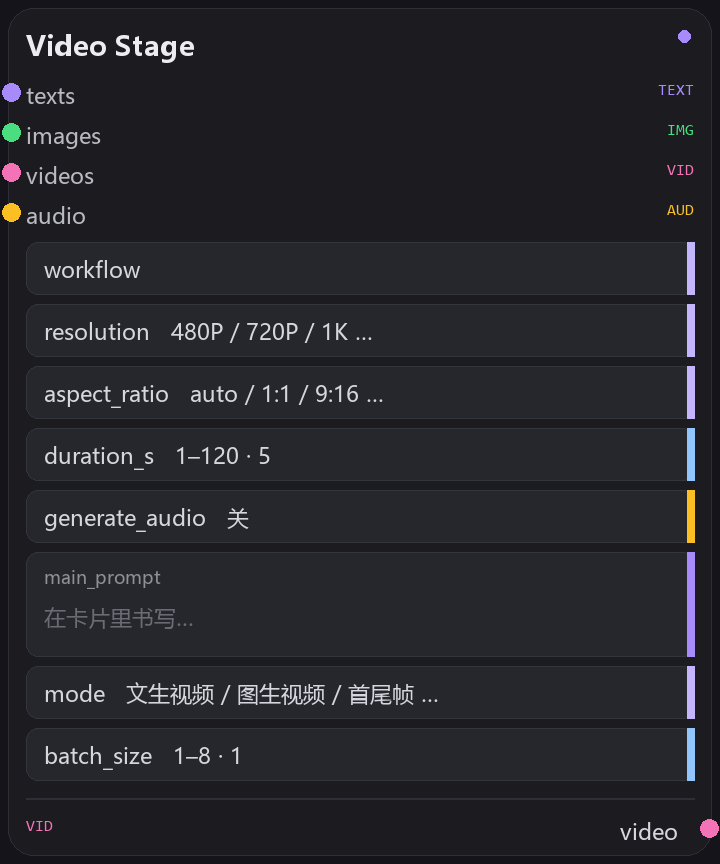 Video Stage
texts TEXT
images IMG
videos VID
audio AUD
workflow
resolution 480P / 720P / 1K ...
aspect_ratio auto / 1:1 / 9:16 ...
duration_s 1–120 · 5
generate_audio 关
main_prompt
在卡片里书写...
mode 文生视频 / 图生视频 / 首尾帧 ...
batch_size 1–8 · 1
VID video